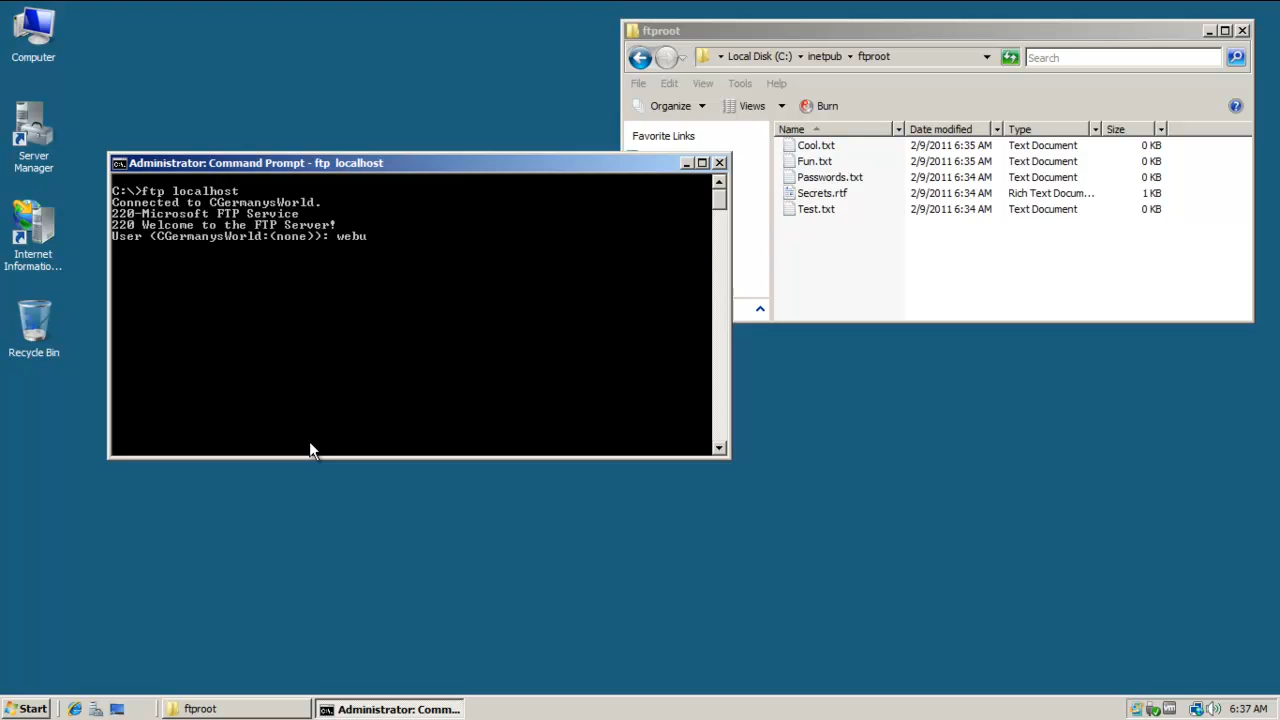 Computer
Server
Manager
Internet
Informatio...
Recycle Bin
ftproot
Local Disk (C:)
inetpub
ftproot
Search
File Edit View Tools Help
Organize Views Burn
Favorite Links
Name Date modified Type Size
Cool.txt 2/9/2011 6:35 AM Text Document 0 KB
Fun.txt 2/9/2011 6:35 AM Text Document 0 KB
Passwords.txt 2/9/2011 6:34 AM Text Document 0 KB
Secrets.rtf 2/9/2011 6:34 AM Rich Text Docum... 1 KB
Test.txt 2/9/2011 6:34 AM Text Document 0 KB
Administrator: Command Prompt - ftp localhost
C:\>ftp localhost
Connected to CGermanysWorld.
220-Microsoft FTP Service
220 Welcome to the FTP Server!
User (CGermanysWorld:(none)): webu
Start
ftproot
Administrator: Comm...
6:37 AM